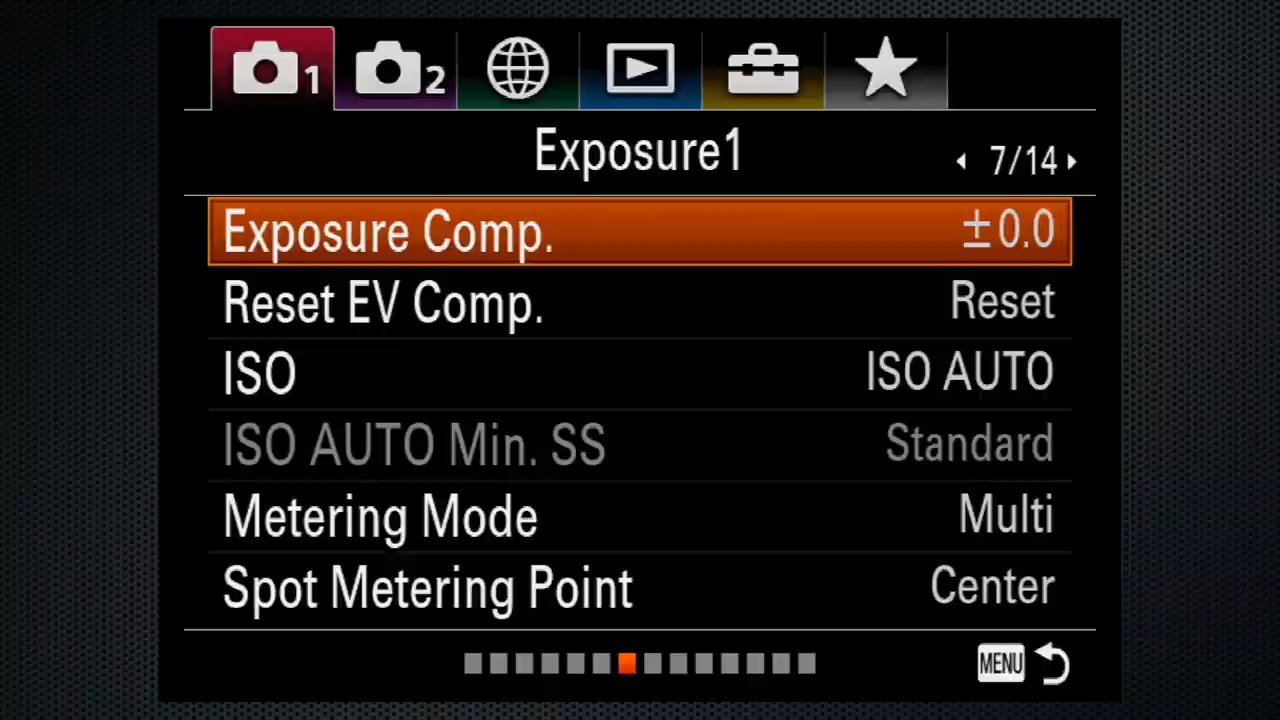 1 2
Exposure1 7/14
Exposure Comp. ±0.0
Reset EV Comp. Reset
ISO ISO AUTO
ISO AUTO Min. SS Standard
Metering Mode Multi
Spot Metering Point Center
MENU